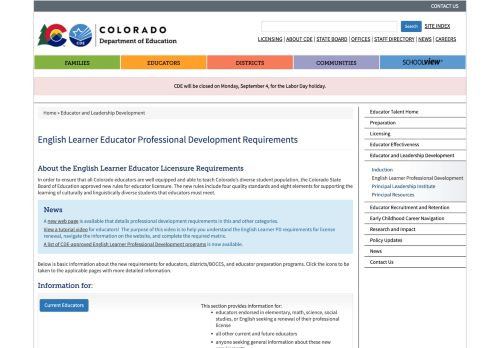 CONTACT US
COLORADO
Department of Education
CDE
Search
SITE INDEX
LICENSING | ABOUT CDE | STATE BOARD | OFFICES | STAFF DIRECTORY | NEWS | CAREERS
FAMILIES
EDUCATORS
DISTRICTS
COMMUNITIES
SCHOOLVIEW
CDE will be closed on Monday, September 4, for the Labor Day holiday.
Home > Educator and Leadership Development
English Learner Educator Professional Development Requirements
About the English Learner Educator Licensure Requirements
In order to ensure that all Colorado educators are well equipped and able to teach Colorado's diverse student population, the Colorado State
Board of Education approved new rules for educator licensure. The new rules include four quality standards and eight elements for supporting the
learning of culturally and linguistically diverse students that educators must meet.
News
A new web page is available that details professional development requirements in this and other categories.
View a tutorial video for educators! The purpose of this video is to help you understand the English Learner PD requirements for license
renewal, navigate the information on the website, and complete the required matrix.
A list of CDE-approved English Learner Professional Development programs is now available.
Below is basic information about the new requirements for educators, districts/BOCES, and educator preparation programs. Click the icons to be
taken to the applicable pages with more detailed information.
Information for:
Current Educators
This section provides information for:
• educators endorsed in elementary, math, science, social studies, or English seeking a renewal of their professional license
• all other current and future educators
• anyone seeking general information about these new
Educator Talent Home
Preparation
Licensing
Educator Effectiveness
Educator and Leadership Development
Induction
English Learner Professional Development
Principal Leadership Institute
Principal Resources
Educator Recruitment and Retention
Early Childhood Career Navigation
Research and Impact
Policy Updates
News
Contact Us